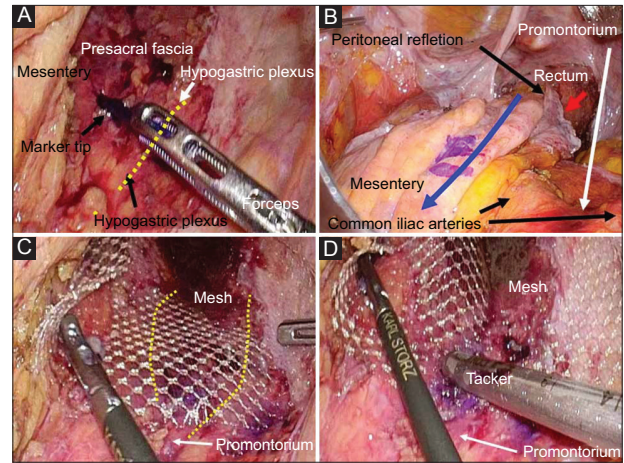 A
Presacral fascia
Mesentery
Hypogastric plexus
Marker tip
Forceps
Hypogastric plexus
B
Promontorium
Peritoneal refletion
Rectum
Mesentery
Common iliac arteries
C
Mesh
Promontorium
D
Mesh
KARL STORZ
Tacker
Promontorium